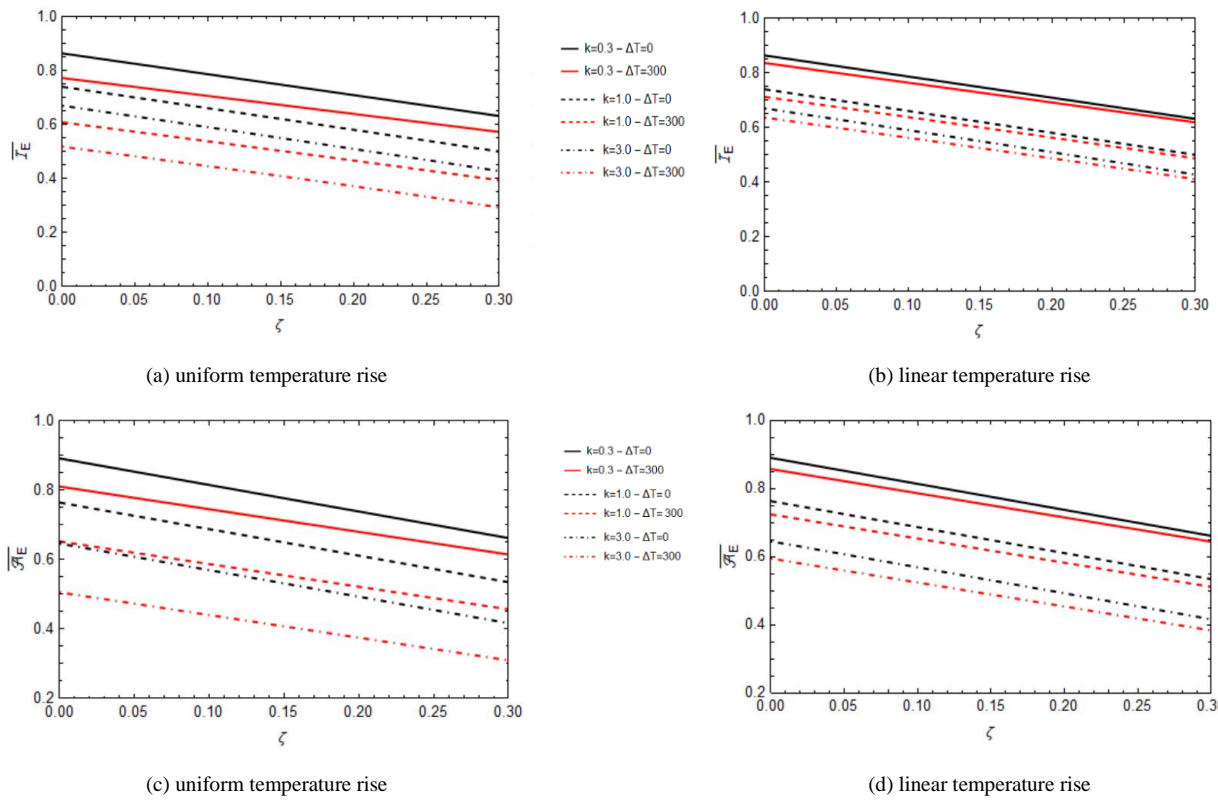 1.0
0.8
0.6
0.4
0.2
0.0
0.00 0.05 0.10 0.15 0.20 0.25 0.30
ℐ̅E
ζ
k=0.3 – ΔT=0
k=0.3 – ΔT=300
k=1.0 – ΔT=0
k=1.0 – ΔT=300
k=3.0 – ΔT=0
k=3.0 – ΔT=300
1.0
0.8
0.6
0.4
0.2
0.0
0.00 0.05 0.10 0.15 0.20 0.25 0.30
ℐ̅E
ζ
(a) uniform temperature rise
(b) linear temperature rise
1.0
0.8
0.6
0.4
0.2
0.00 0.05 0.10 0.15 0.20 0.25 0.30
𝒜̅E
ζ
k=0.3 – ΔT=0
k=0.3 – ΔT=300
k=1.0 – ΔT= 0
k=1.0 – ΔT= 300
k=3.0 – ΔT=0
k=3.0 – ΔT=300
1.0
0.8
0.6
0.4
0.2
0.00 0.05 0.10 0.15 0.20 0.25 0.3
𝒜̅E
ζ
(c) uniform temperature rise
(d) linear temperature rise